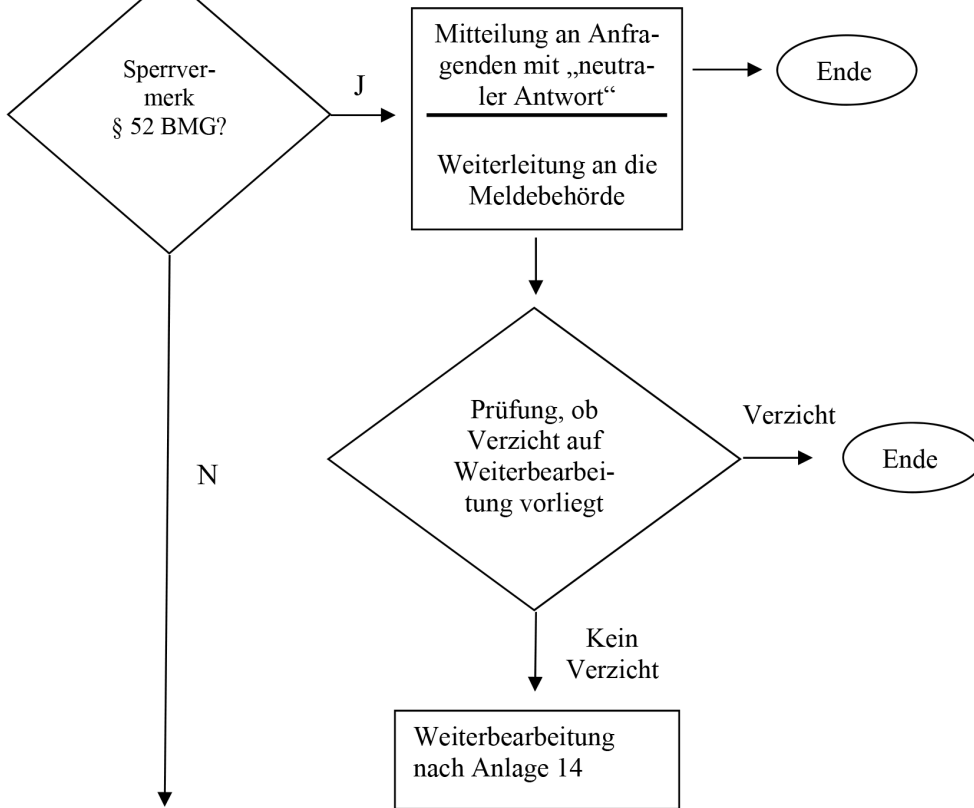 Sperrver-
merk
§ 52 BMG?
J
Mitteilung an Anfra-
genden mit „neutra-
ler Antwort“
Weiterleitung an die
Meldebehörde
Ende
Prüfung, ob
Verzicht auf
Weiterbearbei-
tung vorliegt
Verzicht
Ende
N
Kein
Verzicht
Weiterbearbeitung
nach Anlage 14